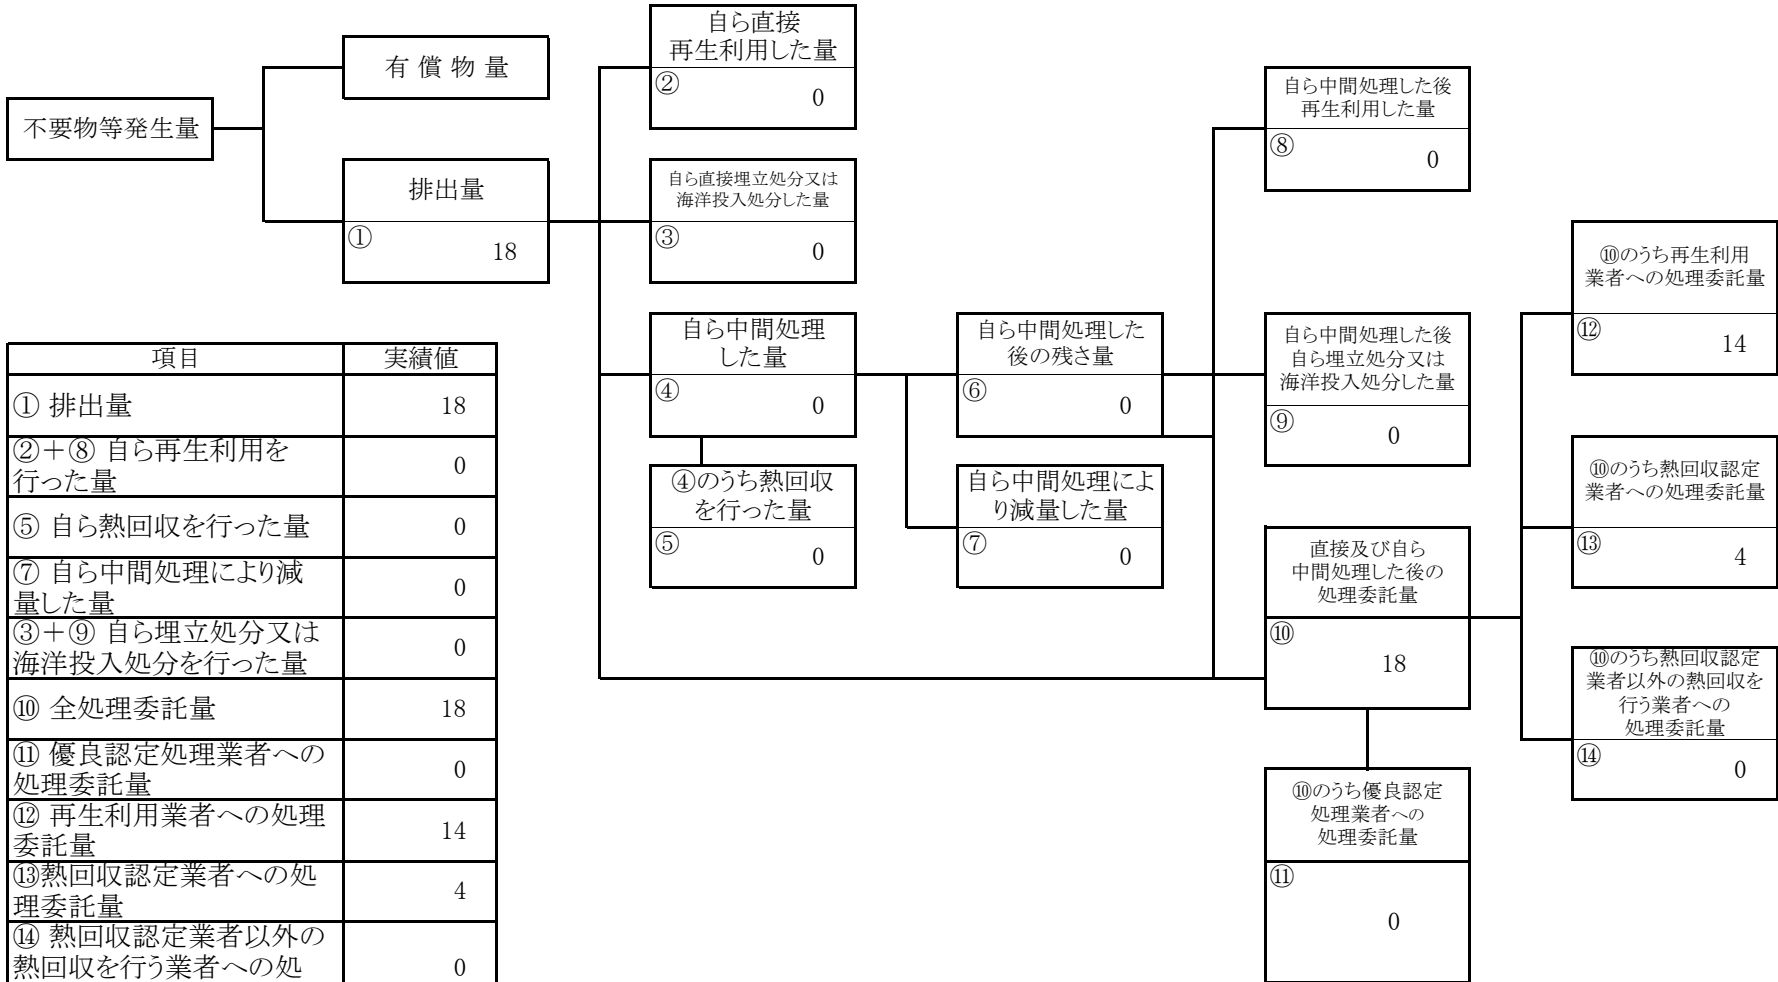 自ら直接
再生利用した量
②
0
有 償 物 量
不要物等発生量
排出量
①
18
自ら直接埋立処分又は
海洋投入処分した量
③
0
自ら中間処理した後
再生利用した量
⑧
0
自ら中間処理
した量
④
0
自ら中間処理した
後の残さ量
⑥
0
自ら中間処理した後
自ら埋立処分又は
海洋投入処分した量
⑨
0
⑩のうち再生利用
業者への処理委託量
⑫
14
④のうち熱回収
を行った量
⑤
0
自ら中間処理によ
り減量した量
⑦
0
直接及び自ら
中間処理した後の
処理委託量
⑩
18
⑩のうち熱回収認定
業者への処理委託量
⑬
4
⑩のうち熱回収認定
業者以外の熱回収を
行う業者への
処理委託量
⑭
0
⑩のうち優良認定
処理業者への
処理委託量
⑪
0
項目 実績値
① 排出量 18
②+⑧ 自ら再生利用を
行った量 0
⑤ 自ら熱回収を行った量 0
⑦ 自ら中間処理により減
量した量 0
③+⑨ 自ら埋立処分又は
海洋投入処分を行った量 0
⑩ 全処理委託量 18
⑪ 優良認定処理業者への
処理委託量 0
⑫ 再生利用業者への処理
委託量 14
⑬熱回収認定業者への処
理委託量 4
⑭ 熱回収認定業者以外の
熱回収を行う業者への処 0